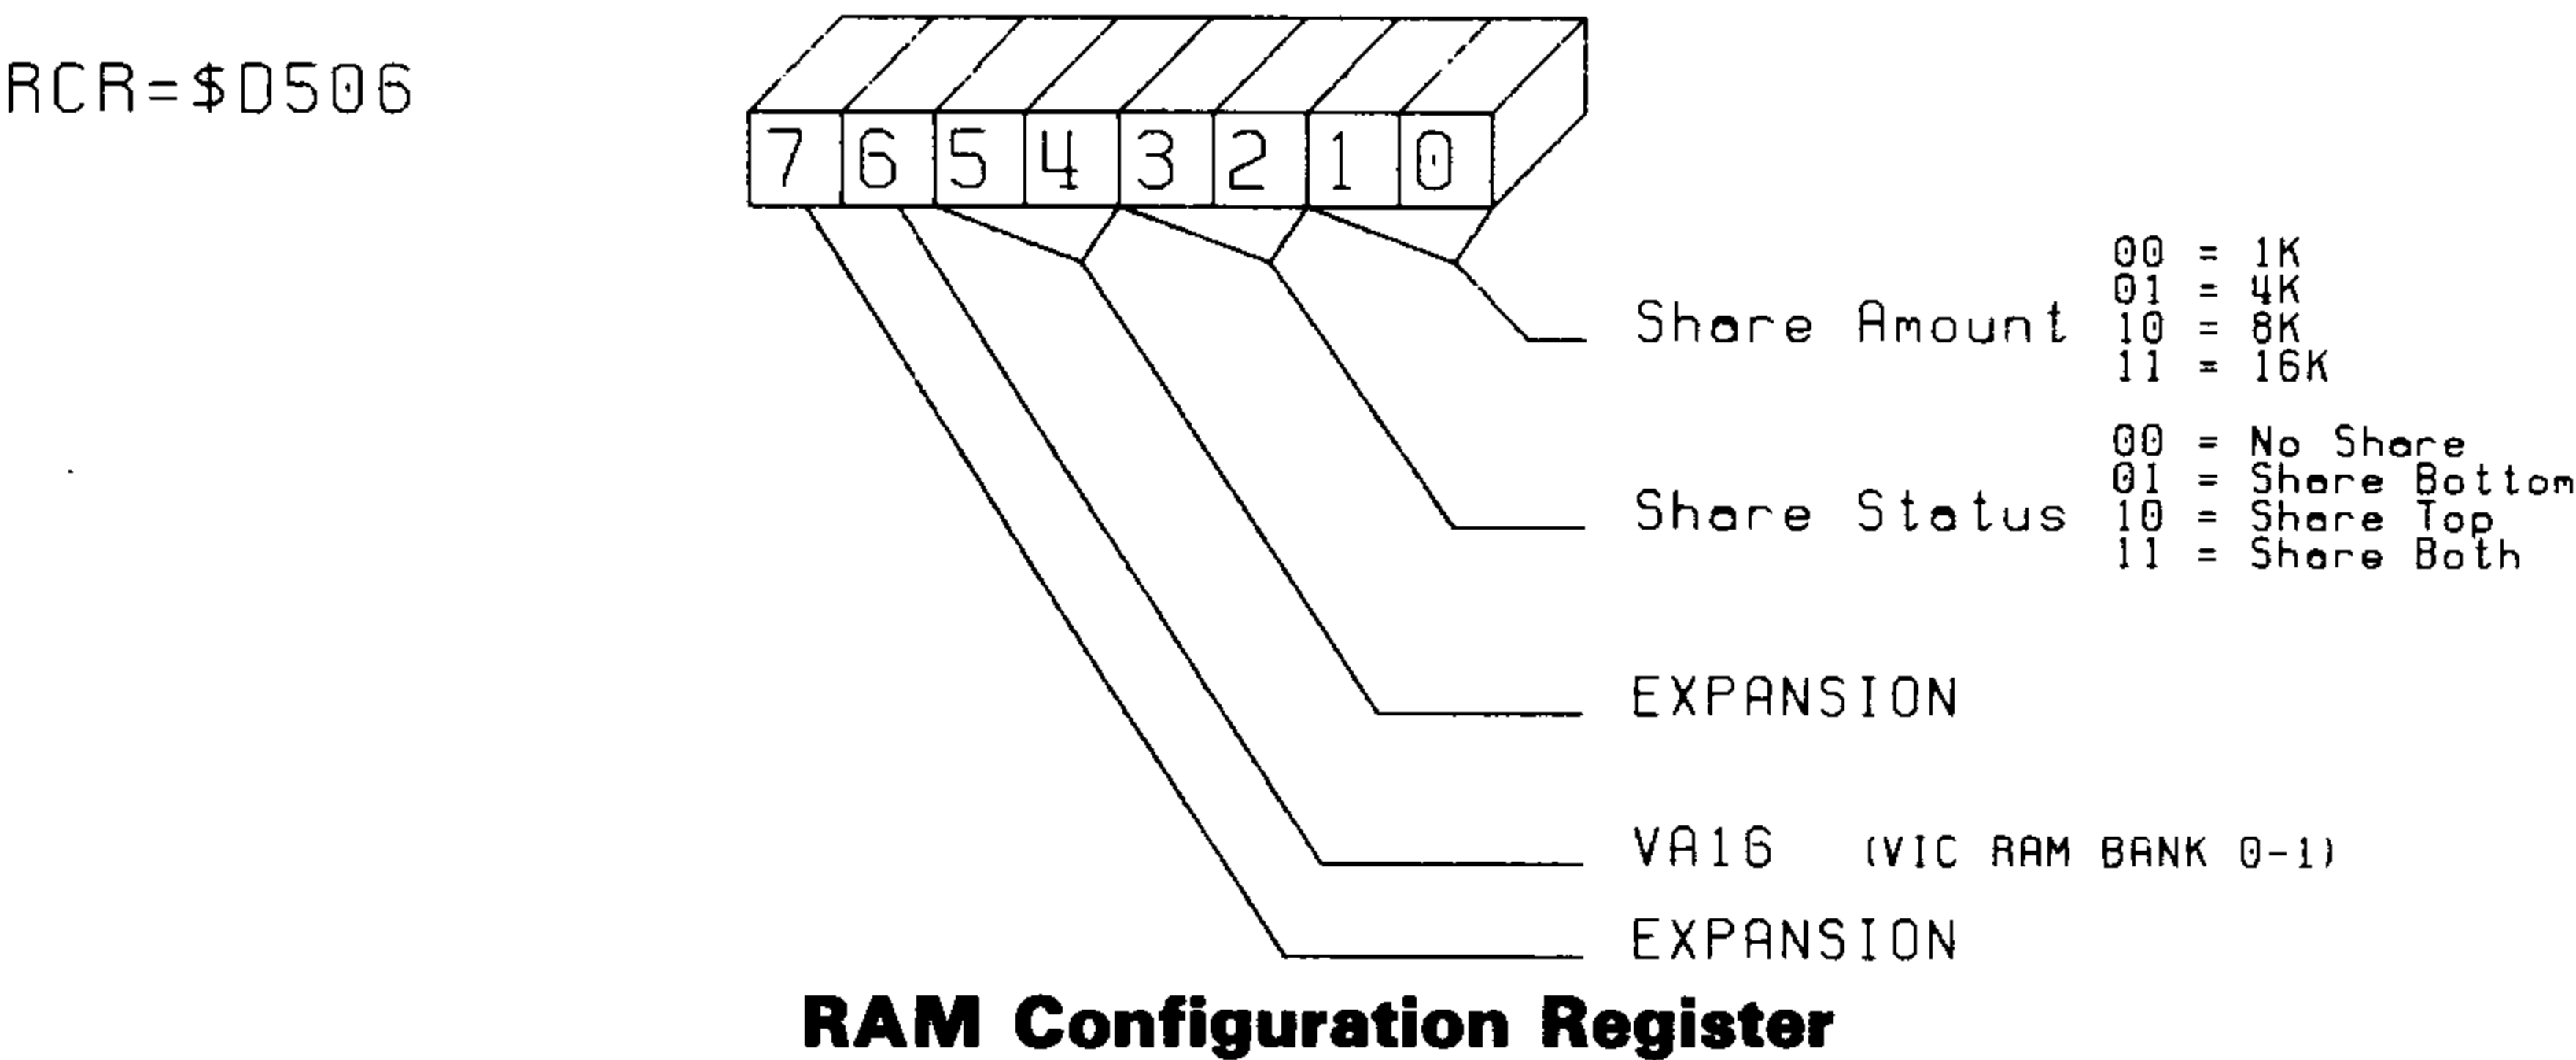 RCR=$D506
7 6 5 4 3 2 1 0
Share Amount
00 = 1K
01 = 4K
10 = 8K
11 = 16K
Share Status
00 = No Share
01 = Share Bottom
10 = Share Top
11 = Share Both
EXPANSION
VA16 (VIC RAM BANK 0-1)
EXPANSION
RAM Configuration Register